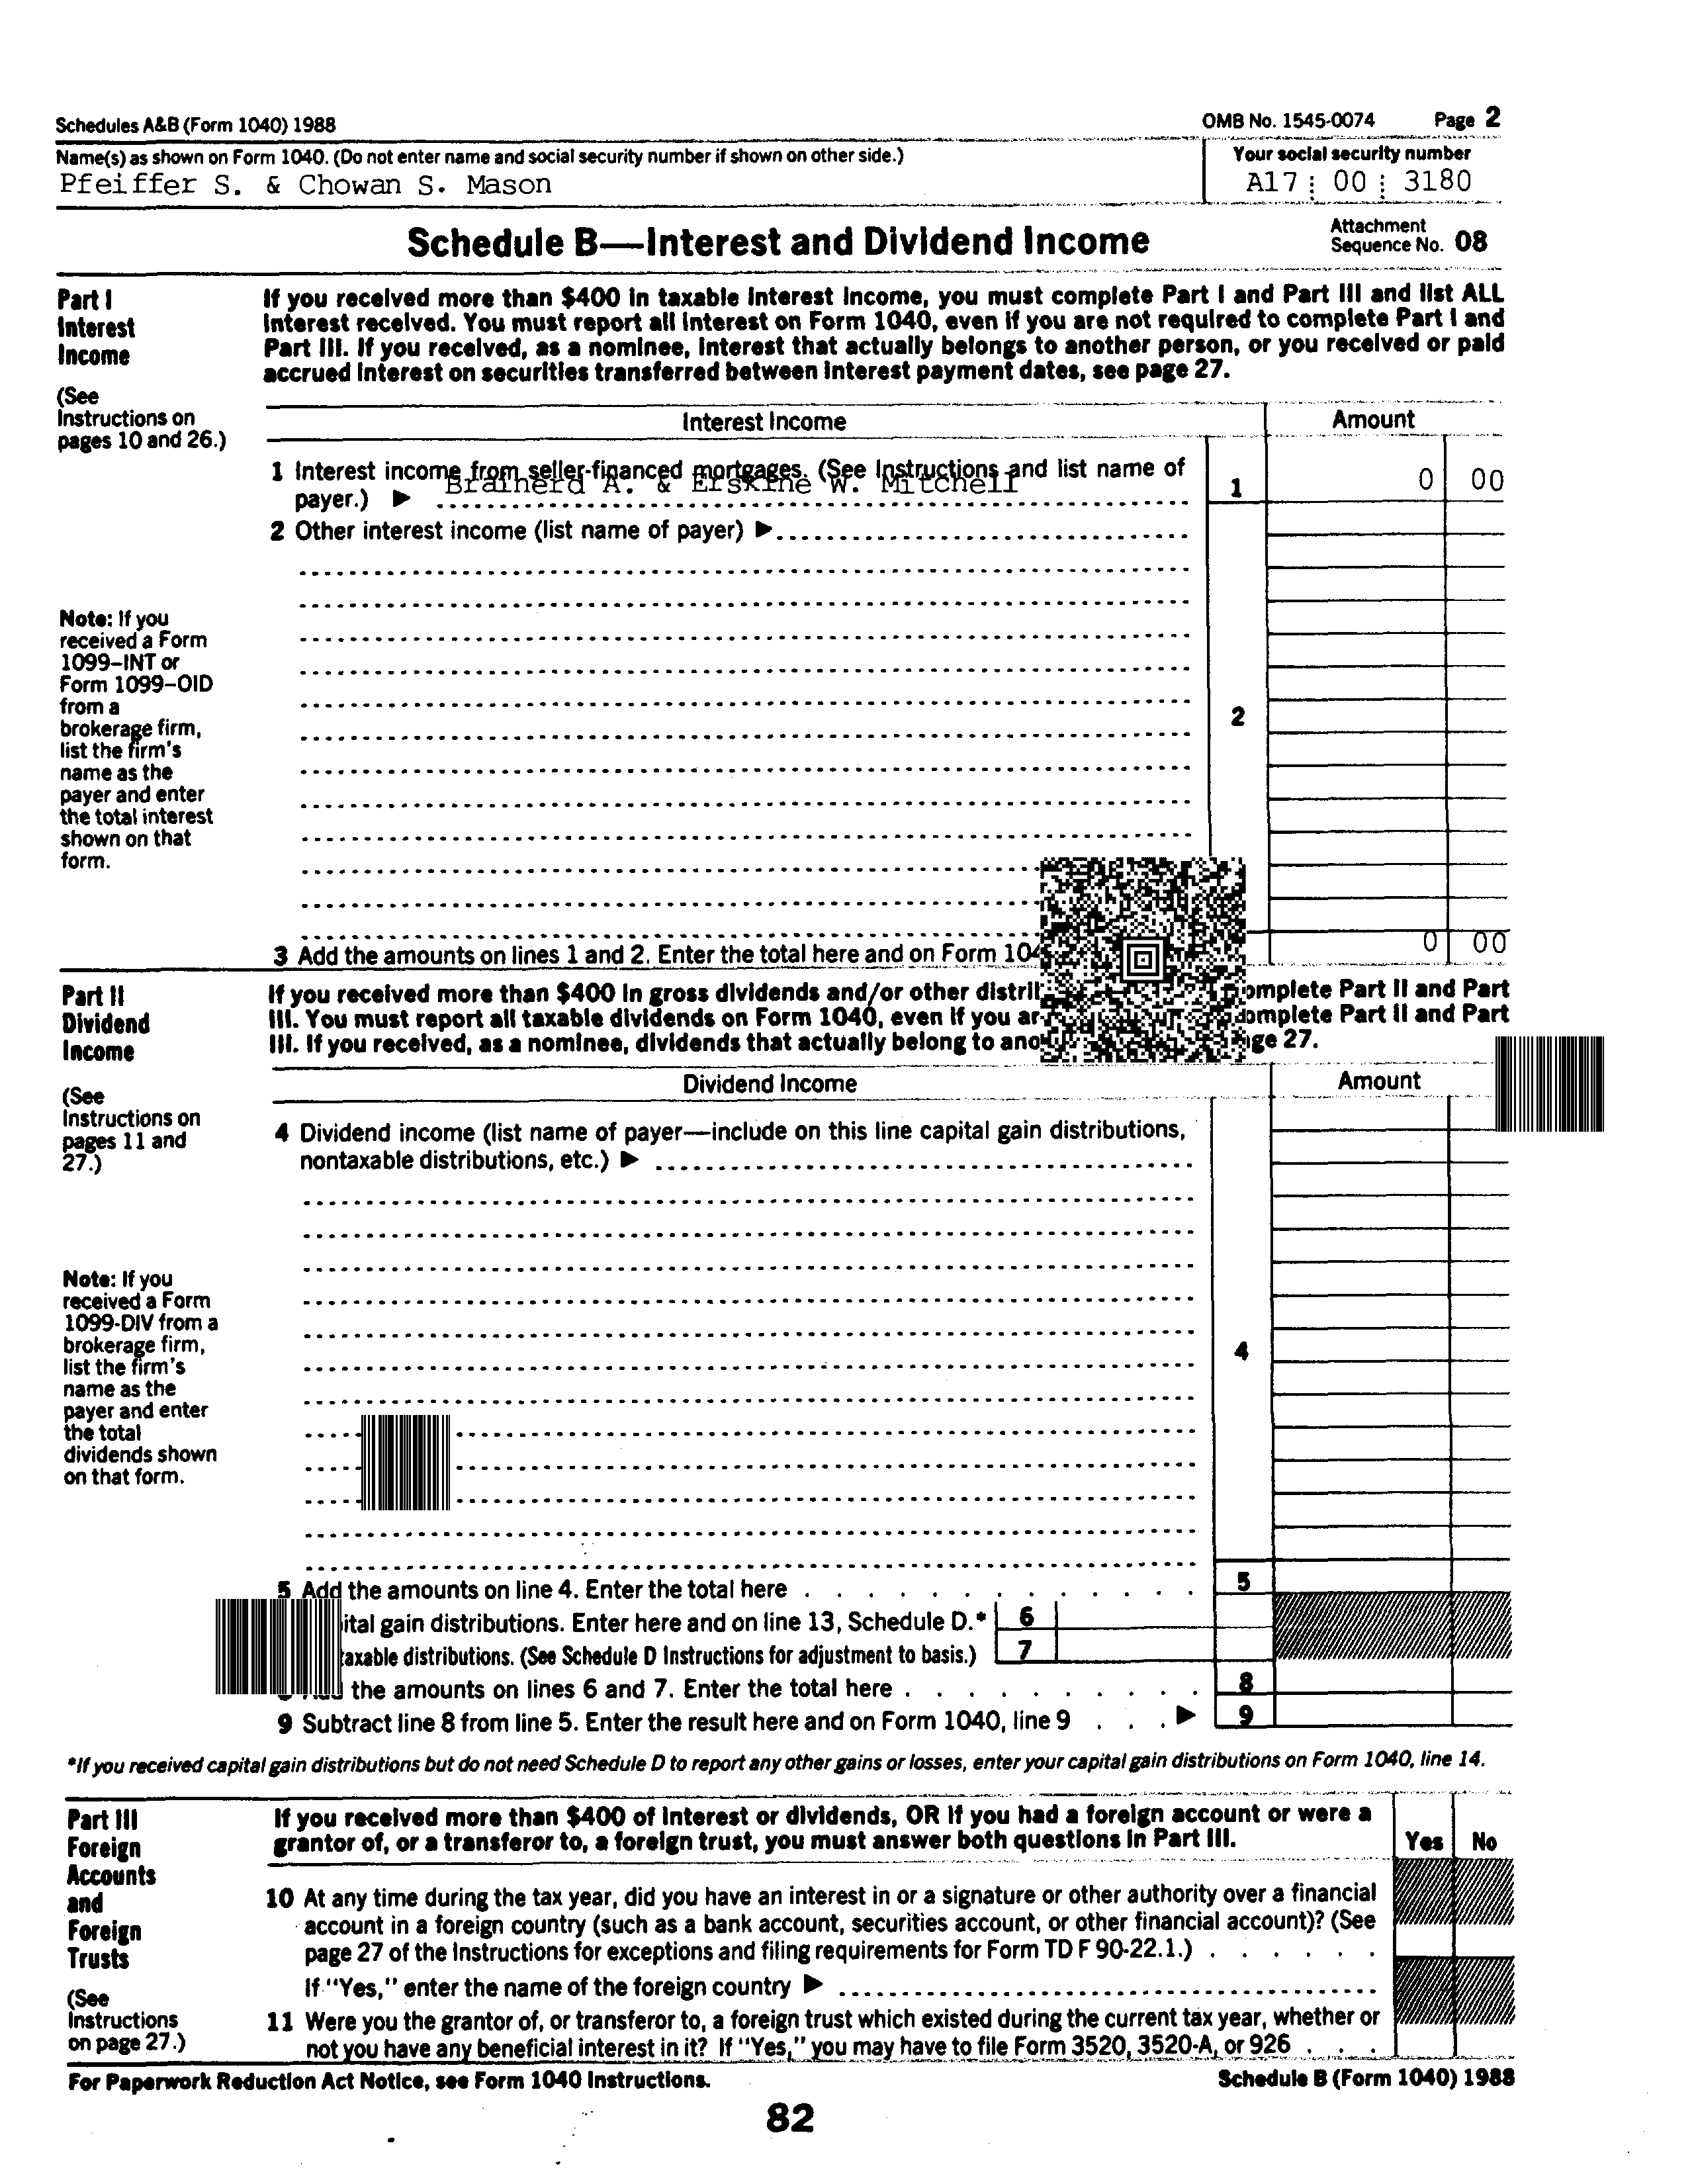 Schedules A&B (Form 1040) 1988
OMB No. 1545-0074 Page 2
Name(s) as shown on Form 1040. (Do not enter name and social security number if shown on other side.)
Your social security number
Pfeiffer S. & Chowan S. Mason
A17 00 3180
Schedule B—Interest and Dividend Income
Attachment
Sequence No. 08
Part I
Interest
Income
(See
Instructions on
pages 10 and 26.)
If you received more than $400 in taxable interest income, you must complete Part I and Part III and list ALL
interest received. You must report all interest on Form 1040, even if you are not required to complete Part I and
Part III. If you received, as a nominee, interest that actually belongs to another person, or you received or paid
accrued interest on securities transferred between interest payment dates, see page 27.
Interest Income
Amount
1 Interest income from seller-financed mortgages. (See Instructions and list name of
payer.) ▶
& Erskine W. Mitchell
1
0 00
2 Other interest income (list name of payer) ▶
Note: If you
received a Form
1099–INT or
Form 1099–OID
from a
brokerage firm,
list the firm's
name as the
payer and enter
the total interest
shown on that
form.
2
3 Add the amounts on lines 1 and 2. Enter the total here and on Form
0 00
Part II
Dividend
Income
(See
Instructions on
pages 11 and
27.)
If you received more than $400 in gross dividends and/or other
Part II and Part
III. You must report all taxable dividends on Form 1040, even if you
Part II and Part
III. If you received, as a nominee, dividends that actually belong to
27.
Dividend Income
Amount
4 Dividend income (list name of payer—include on this line capital gain distributions,
nontaxable distributions, etc.) ▶
Note: If you
received a Form
1099-DIV from a
brokerage firm,
list the firm's
name as the
payer and enter
the total
dividends shown
on that form.
4
5 Add the amounts on line 4. Enter the total here
5
gain distributions. Enter here and on line 13, Schedule D.*
6
distributions. (See Schedule D Instructions for adjustment to basis.)
7
the amounts on lines 6 and 7. Enter the total here
8
9 Subtract line 8 from line 5. Enter the result here and on Form 1040, line 9 ▶
9
*If you received capital gain distributions but do not need Schedule D to report any other gains or losses, enter your capital gain distributions on Form 1040, line 14.
Part III
Foreign
Accounts
and
Foreign
Trusts
(See
Instructions
on page 27.)
If you received more than $400 of interest or dividends, OR if you had a foreign account or were a
grantor of, or a transferor to, a foreign trust, you must answer both questions in Part III.
Yes No
10 At any time during the tax year, did you have an interest in or a signature or other authority over a financial
account in a foreign country (such as a bank account, securities account, or other financial account)? (See
page 27 of the Instructions for exceptions and filing requirements for Form TD F 90-22.1.)
If "Yes," enter the name of the foreign country ▶
11 Were you the grantor of, or transferor to, a foreign trust which existed during the current tax year, whether or
not you have any beneficial interest in it? If "Yes," you may have to file Form 3520, 3520-A, or 926
For Paperwork Reduction Act Notice, see Form 1040 Instructions.
Schedule B (Form 1040) 1988
82